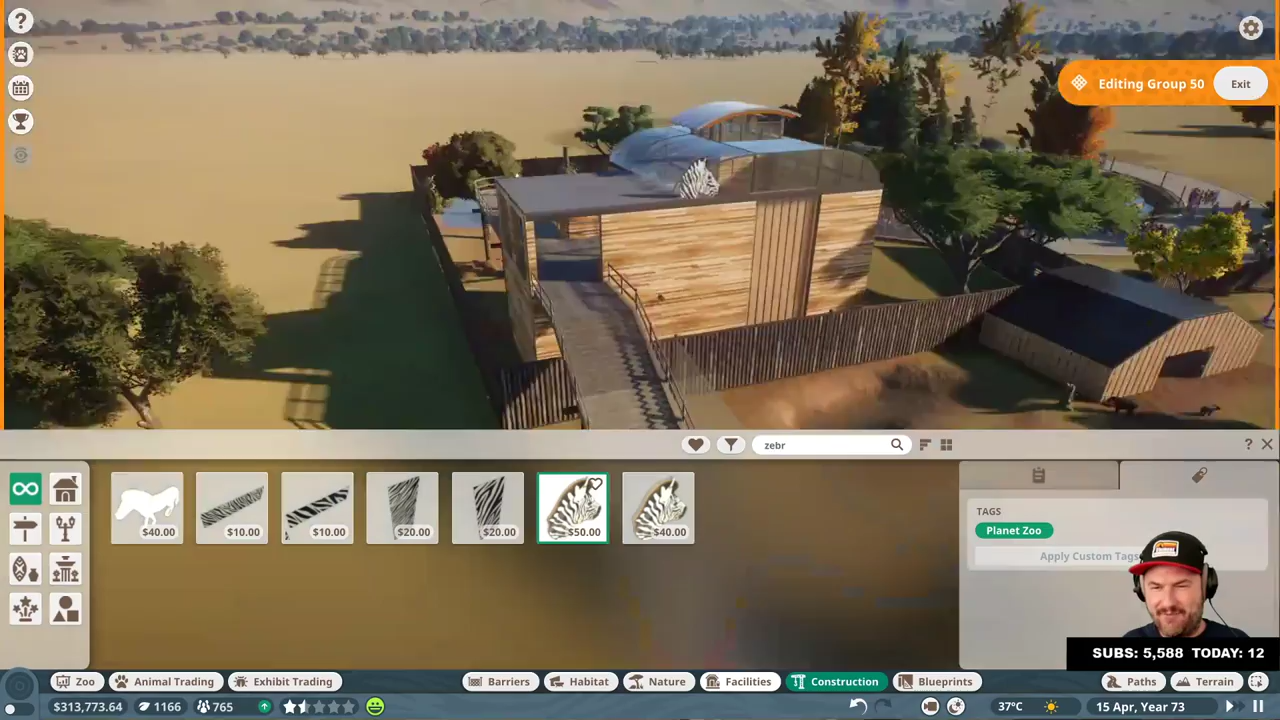 Editing Group 50
Exit
zebr
$40.00
$10.00
$10.00
$20.00
$20.00
$50.00
$40.00
TAGS
Planet Zoo
Apply Custom Tags
SUBS: 5,588 TODAY: 12
Zoo
Animal Trading
Exhibit Trading
Barriers
Habitat
Nature
Facilities
Construction
Blueprints
Paths
Terrain
$313,773.64
1166
765
37°C
15 Apr, Year 73